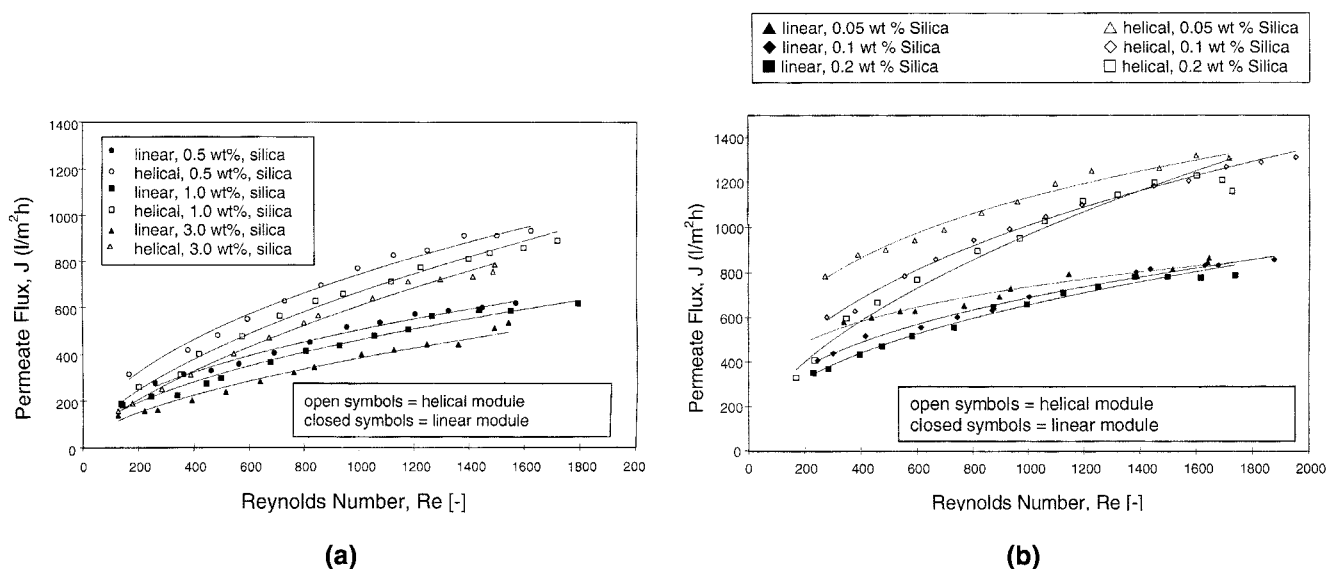 linear, 0.05 wt % Silica
linear, 0.1 wt % Silica
linear, 0.2 wt % Silica
helical, 0.05 wt % Silica
helical, 0.1 wt % Silica
helical, 0.2 wt % Silica
Permeate Flux, J (l/m²h)
1400
1200
1000
800
600
400
200
0
linear, 0.5 wt%, silica
helical, 0.5 wt%, silica
linear, 1.0 wt%, silica
helical, 1.0 wt%, silica
linear, 3.0 wt%, silica
helical, 3.0 wt%, silica
open symbols = helical module
closed symbols = linear module
0 200 400 600 800 1000 1200 1400 1600 1800 200
Reynolds Number, Re [-]
(a)
Permeate Flux, J (l/m²h)
1400
1200
1000
800
600
400
200
0
open symbols = helical module
closed symbols = linear module
0 200 400 600 800 1000 1200 1400 1600 1800 2000
Reynolds Number, Re [-]
(b)